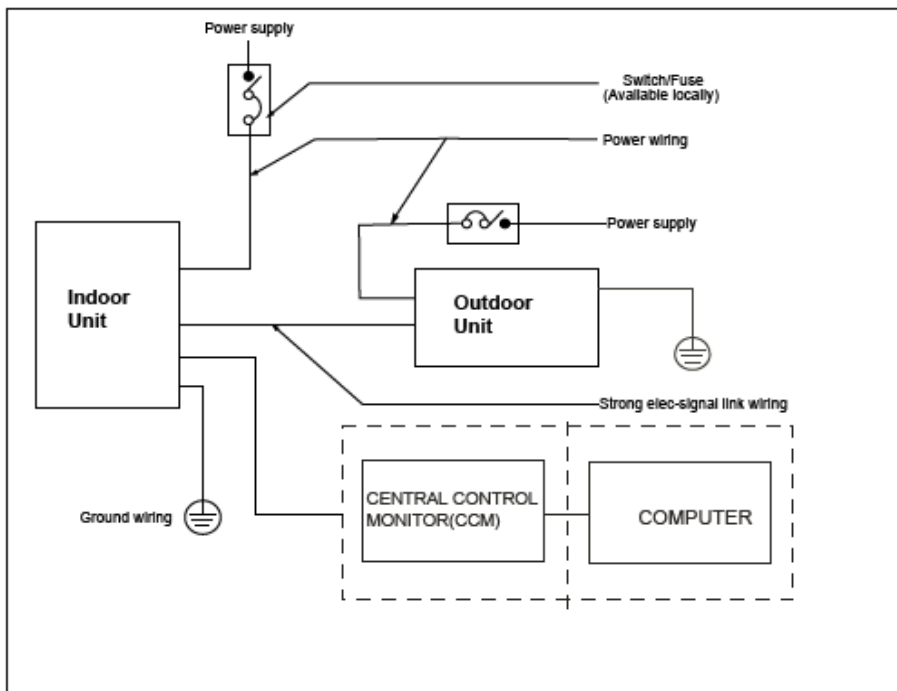 Power supply
Switch/Fuse
(Available locally)
Power wiring
Power supply
Indoor
Unit
Outdoor
Unit
Strong elec-signal link wiring
CENTRAL CONTROL
MONITOR(CCM)
COMPUTER
Ground wiring